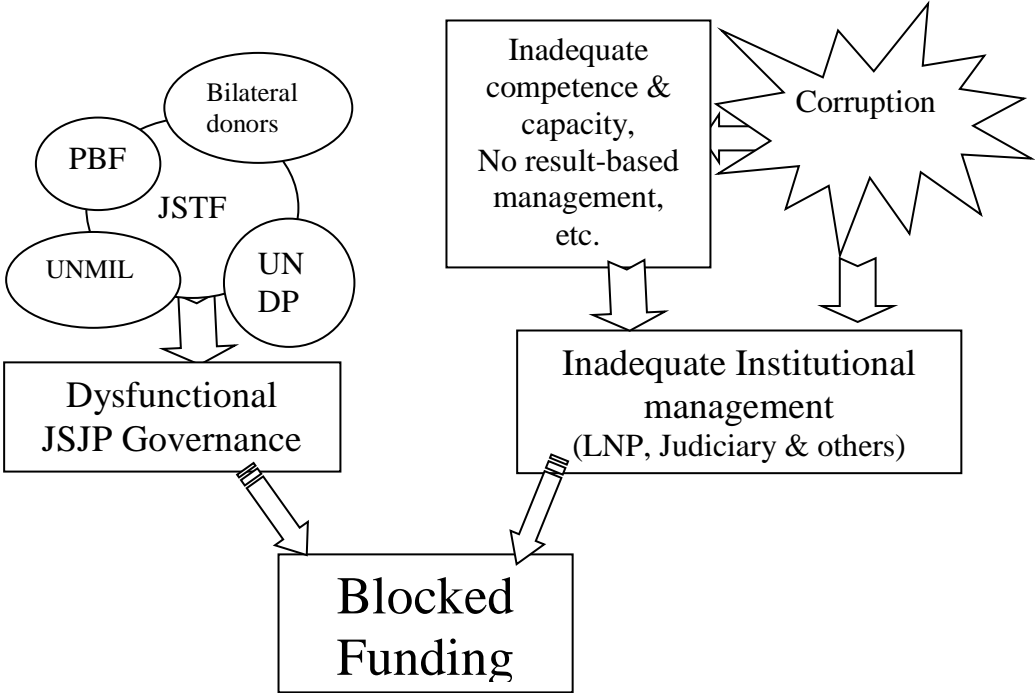 Bilateral
donors
PBF
JSTF
UNMIL
UN
DP
Dysfunctional
JSJP Governance
Inadequate
competence &
capacity,
No result-based
management,
etc.
Corruption
Inadequate Institutional
management
(LNP, Judiciary & others)
Blocked
Funding